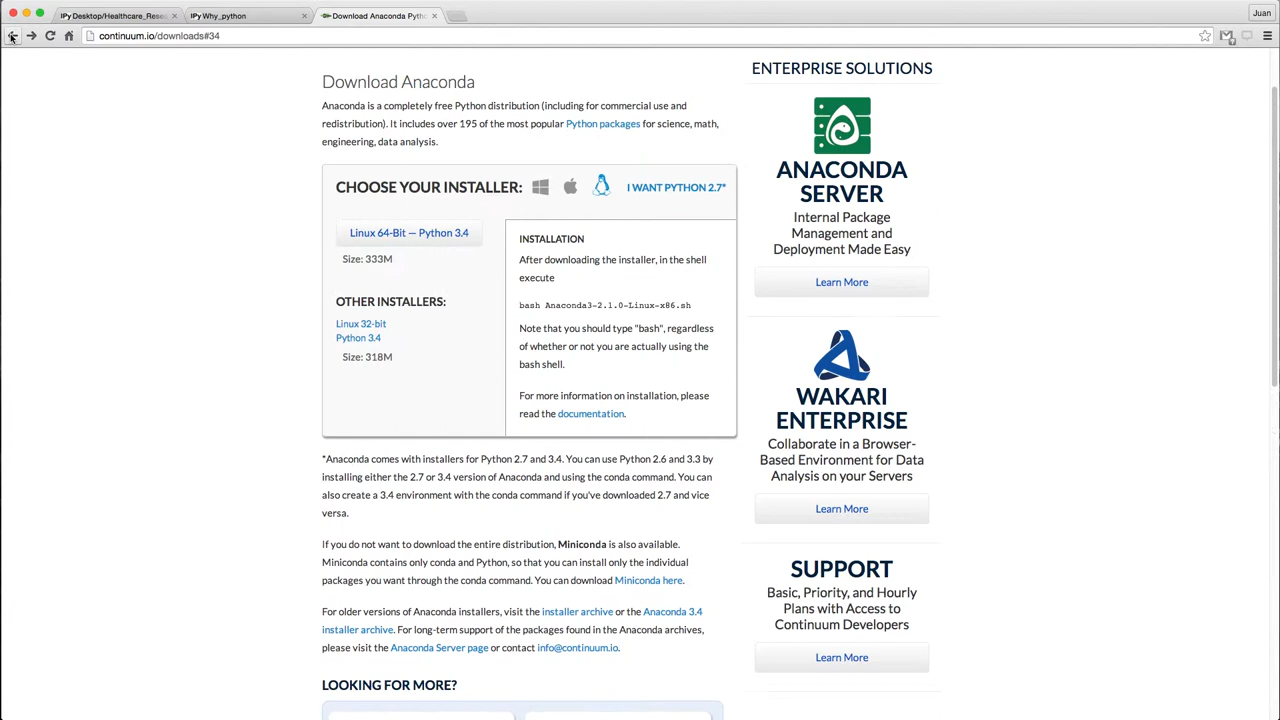 IPy Desktop/Healthcare_Resea
IPy Why_python
Download Anaconda Pyth
Juan
continuum.io/downloads#34
Download Anaconda
Anaconda is a completely free Python distribution (including for commercial use and
redistribution). It includes over 195 of the most popular Python packages for science, math,
engineering, data analysis.
CHOOSE YOUR INSTALLER:
I WANT PYTHON 2.7*
Linux 64-Bit — Python 3.4
Size: 333M
OTHER INSTALLERS:
Linux 32-bit
Python 3.4
Size: 318M
INSTALLATION
After downloading the installer, in the shell
execute
bash Anaconda3-2.1.0-Linux-x86.sh
Note that you should type "bash", regardless
of whether or not you are actually using the
bash shell.
For more information on installation, please
read the documentation.
*Anaconda comes with installers for Python 2.7 and 3.4. You can use Python 2.6 and 3.3 by
installing either the 2.7 or 3.4 version of Anaconda and using the conda command. You can
also create a 3.4 environment with the conda command if you've downloaded 2.7 and vice
versa.
If you do not want to download the entire distribution, Miniconda is also available.
Miniconda contains only conda and Python, so that you can install only the individual
packages you want through the conda command. You can download Miniconda here.
For older versions of Anaconda installers, visit the installer archive or the Anaconda 3.4
installer archive. For long-term support of the packages found in the Anaconda archives,
please visit the Anaconda Server page or contact info@continuum.io.
LOOKING FOR MORE?
ENTERPRISE SOLUTIONS
ANACONDA
SERVER
Internal Package
Management and
Deployment Made Easy
Learn More
WAKARI
ENTERPRISE
Collaborate in a Browser-
Based Environment for Data
Analysis on your Servers
Learn More
SUPPORT
Basic, Priority, and Hourly
Plans with Access to
Continuum Developers
Learn More